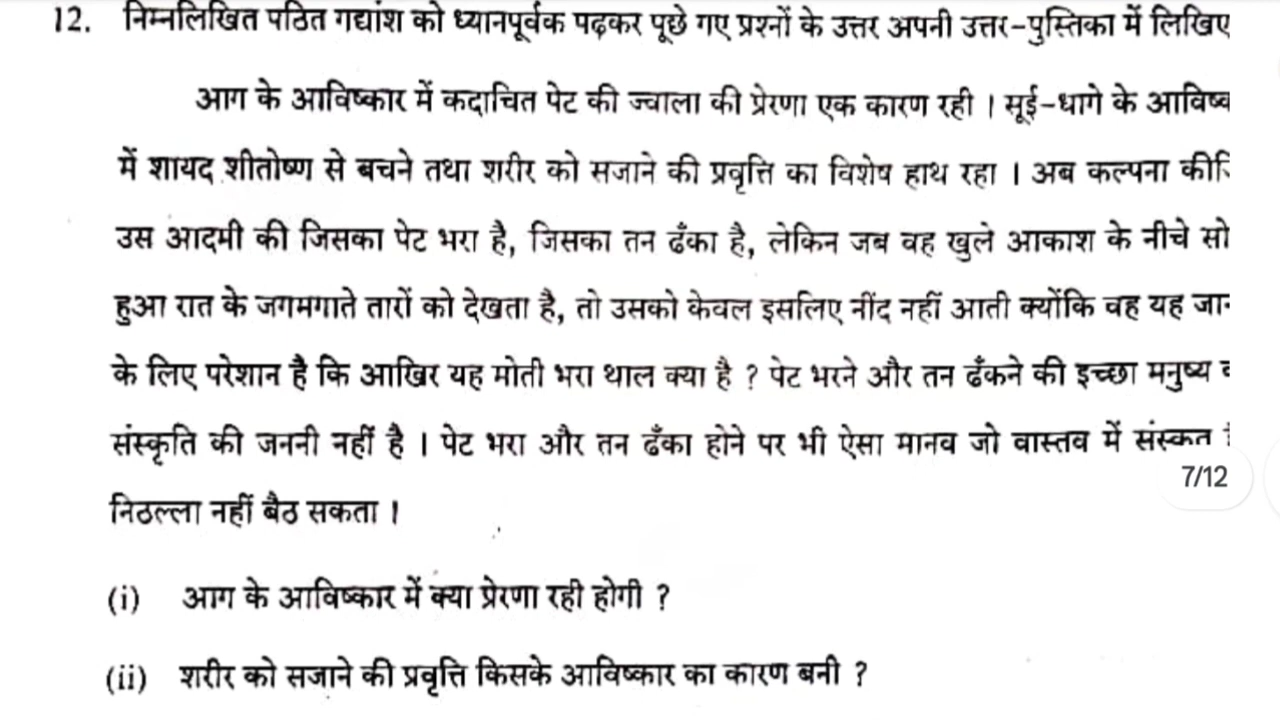 12. निम्नलिखित पठित गद्यांश को ध्यानपूर्वक पढ़कर पूछे गए प्रश्नों के उत्तर अपनी उत्तर-पुस्तिका में लिखिए
आग के आविष्कार में कदाचित पेट की ज्वाला की प्रेरणा एक कारण रही । सूई-धागे के
में शायद शीतोष्ण से बचने तथा शरीर को सजाने की प्रवृत्ति का विशेष हाथ रहा । अब कल्पना
उस आदमी की जिसका पेट भरा है, जिसका तन ढँका है, लेकिन जब वह खुले आकाश के नीचे सो
हुआ रात के जगमगाते तारों को देखता है, तो उसको केवल इसलिए नींद नहीं आती क्योंकि वह यह
के लिए परेशान है कि आखिर यह मोती भरा थाल क्या है ? पेट भरने और तन ढँकने की इच्छा मनुष्य
संस्कृति की जननी नहीं है । पेट भरा और तन ढँका होने पर भी ऐसा मानव जो वास्तव में संस्कृत
7/12
निठल्ला नहीं बैठ सकता ।
(i) आग के आविष्कार में क्या प्रेरणा रही होगी ?
(ii) शरीर को सजाने की प्रवृत्ति किसके आविष्कार का कारण बनी ?